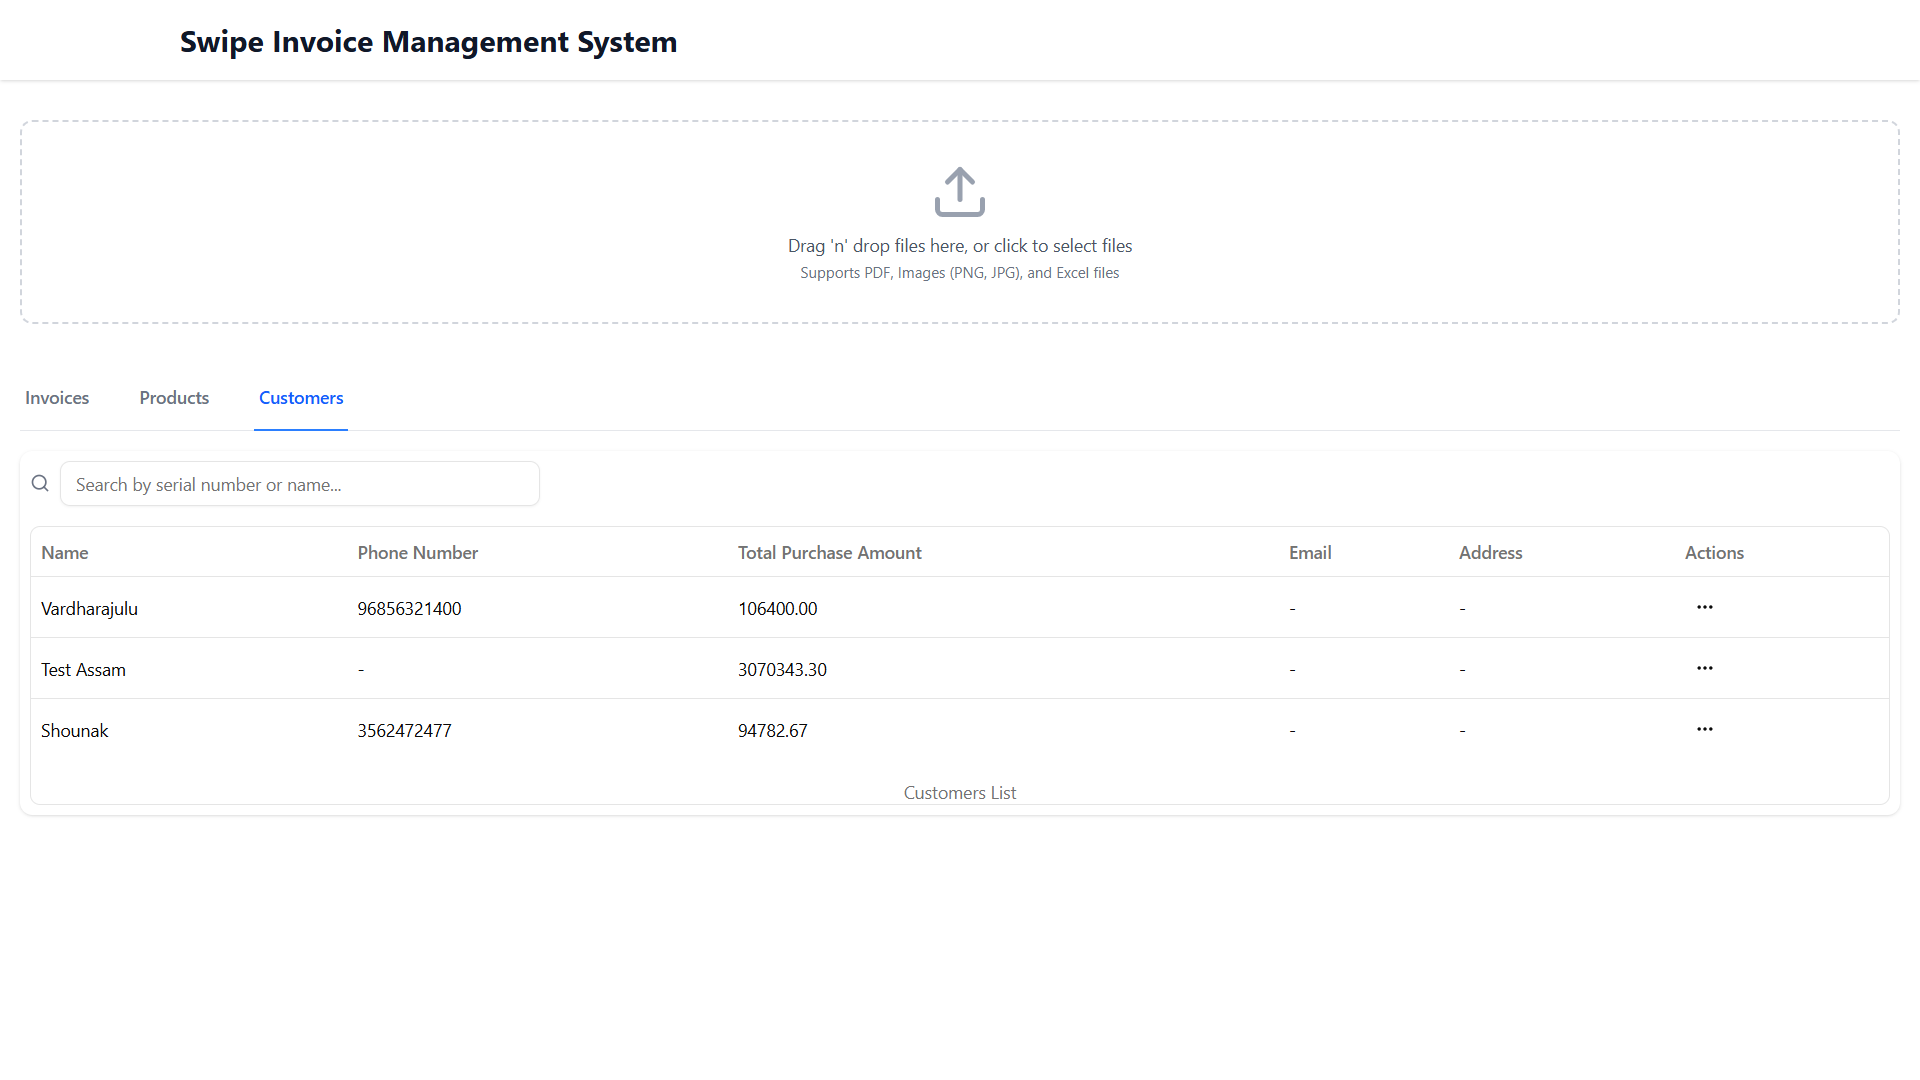 Swipe Invoice Management System
Drag 'n' drop files here, or click to select files
Supports PDF, Images (PNG, JPG), and Excel files
Invoices Products Customers
Search by serial number or name...
Name Phone Number Total Purchase Amount Email Address Actions
Vardharajulu 96856321400 106400.00 - - ...
Test Assam - 3070343.30 - - ...
Shounak 3562472477 94782.67 - - ...
Customers List